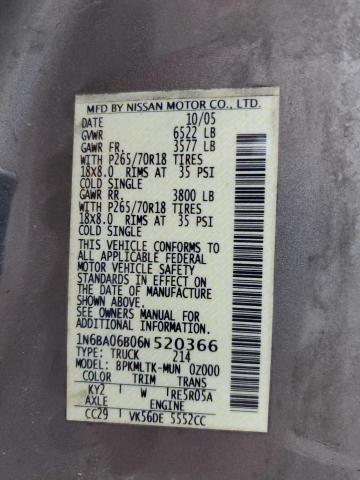 MFD BY NISSAN MOTOR CO., LTD.
DATE 10/05
GVWR 6522 LB
GAWR FR. 3577 LB
WITH P265/70R18 TIRES
18X8.0 RIMS AT 35 PSI
COLD SINGLE
GAWR RR. 3800 LB
WITH P265/70R18 TIRES
18X8.0 RIMS AT 35 PSI
COLD SINGLE
THIS VEHICLE CONFORMS TO
ALL APPLICABLE FEDERAL
MOTOR VEHICLE SAFETY
STANDARDS IN EFFECT ON
THE DATE OF MANUFACTURE
SHOWN ABOVE.
SEE OWNERS MANUAL FOR
ADDITIONAL INFORMATION.
1N6BA06B06N520366
TYPE: TRUCK 214
MODEL: BPKMLTK-MUN 0Z000
COLOR TRIM TRANS
KY2 W RE5R05A
AXLE ENGINE
CC29 VK56DE 5552CC